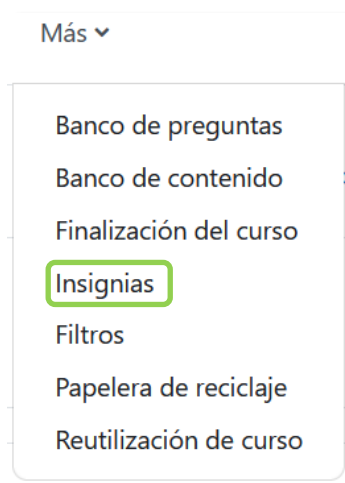 Más
Banco de preguntas
Banco de contenido
Finalización del curso
Insignias
Filtros
Papelera de reciclaje
Reutilización de curso